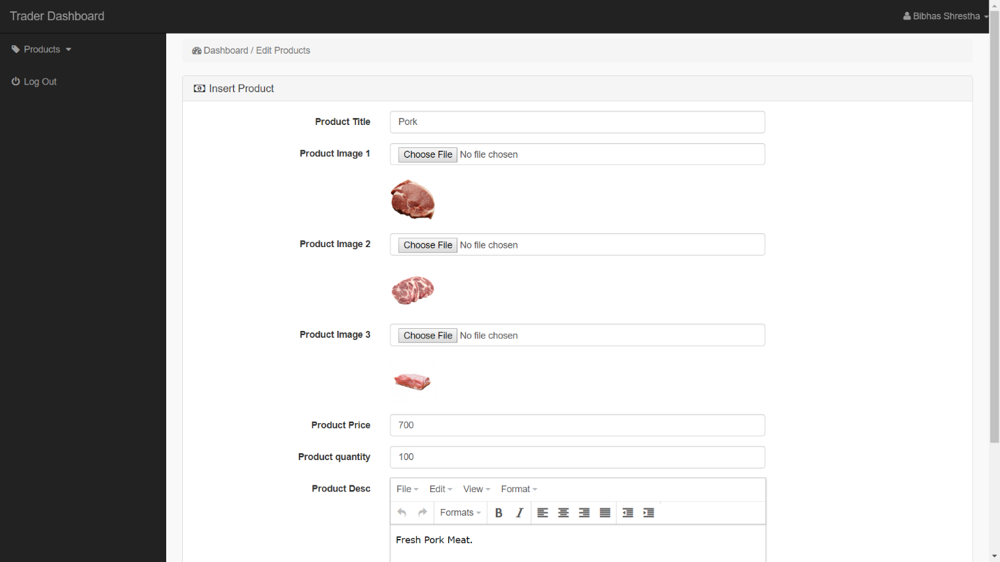 Trader Dashboard
Bibhas Shrestha
Products
Log Out
Dashboard / Edit Products
Insert Product
Product Title
Pork
Product Image 1
Choose File No file chosen
Product Image 2
Choose File No file chosen
Product Image 3
Choose File No file chosen
Product Price
700
Product quantity
100
Product Desc
File Edit View Format
Formats B I
Fresh Pork Meat.